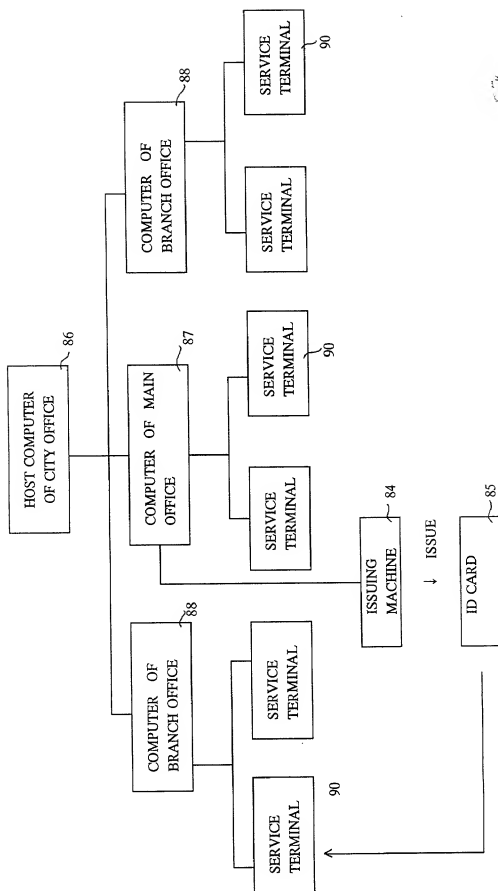 HOST COMPUTER
OF CITY OFFICE
86
COMPUTER OF
BRANCH OFFICE
88
COMPUTER OF MAIN
OFFICE
87
COMPUTER OF
BRANCH OFFICE
88
SERVICE
TERMINAL
90
SERVICE
TERMINAL
SERVICE
TERMINAL
SERVICE
TERMINAL
90
SERVICE
TERMINAL
SERVICE
TERMINAL
90
ISSUING
MACHINE
84
↓ ISSUE
ID CARD
85